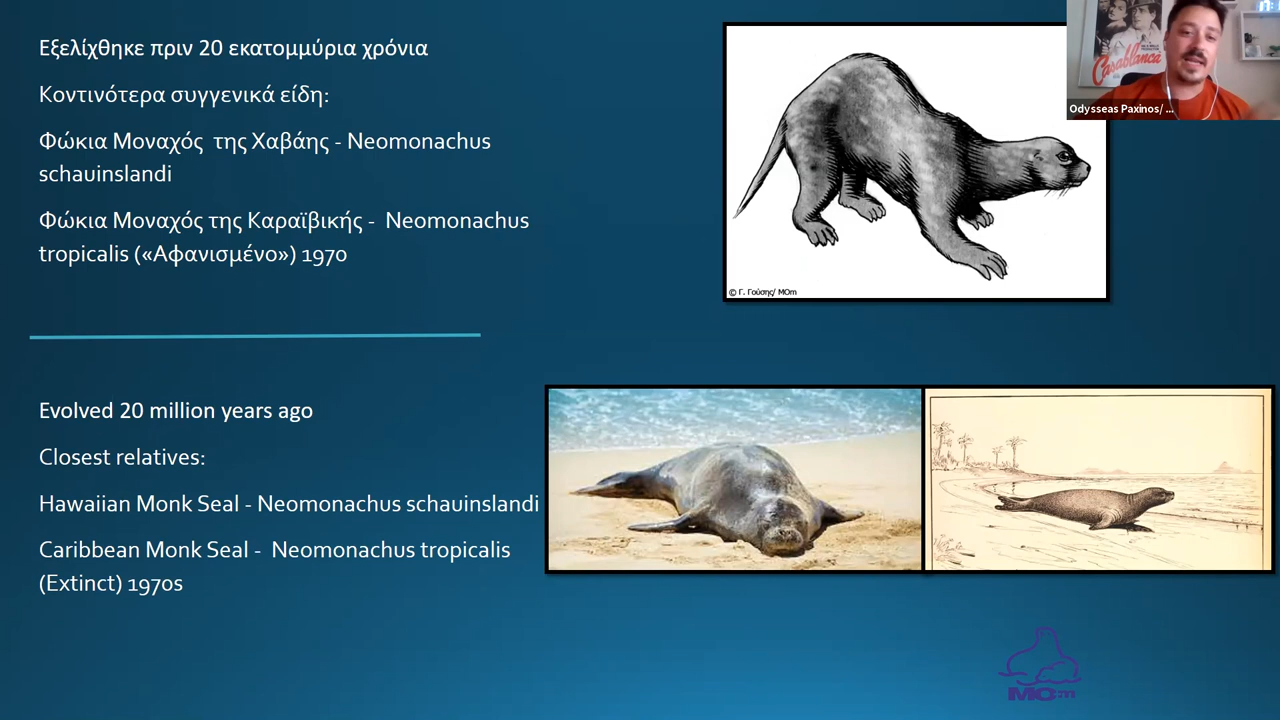 Εξελίχθηκε πριν 20 εκατομμύρια χρόνια
Κοντινότερα συγγενικά είδη:
Φώκια Μοναχός  της Χαβάης - Neomonachus
schauinslandi
Φώκια Μοναχός της Καραϊβικής -  Neomonachus
tropicalis («Αφανισμένο») 1970
© Γ. Γούσης/ MOm
Casablanca
Odysseas Paxinos/ ...
Evolved 20 million years ago
Closest relatives:
Hawaiian Monk Seal - Neomonachus schauinslandi
Caribbean Monk Seal -  Neomonachus tropicalis
(Extinct) 1970s
MOm